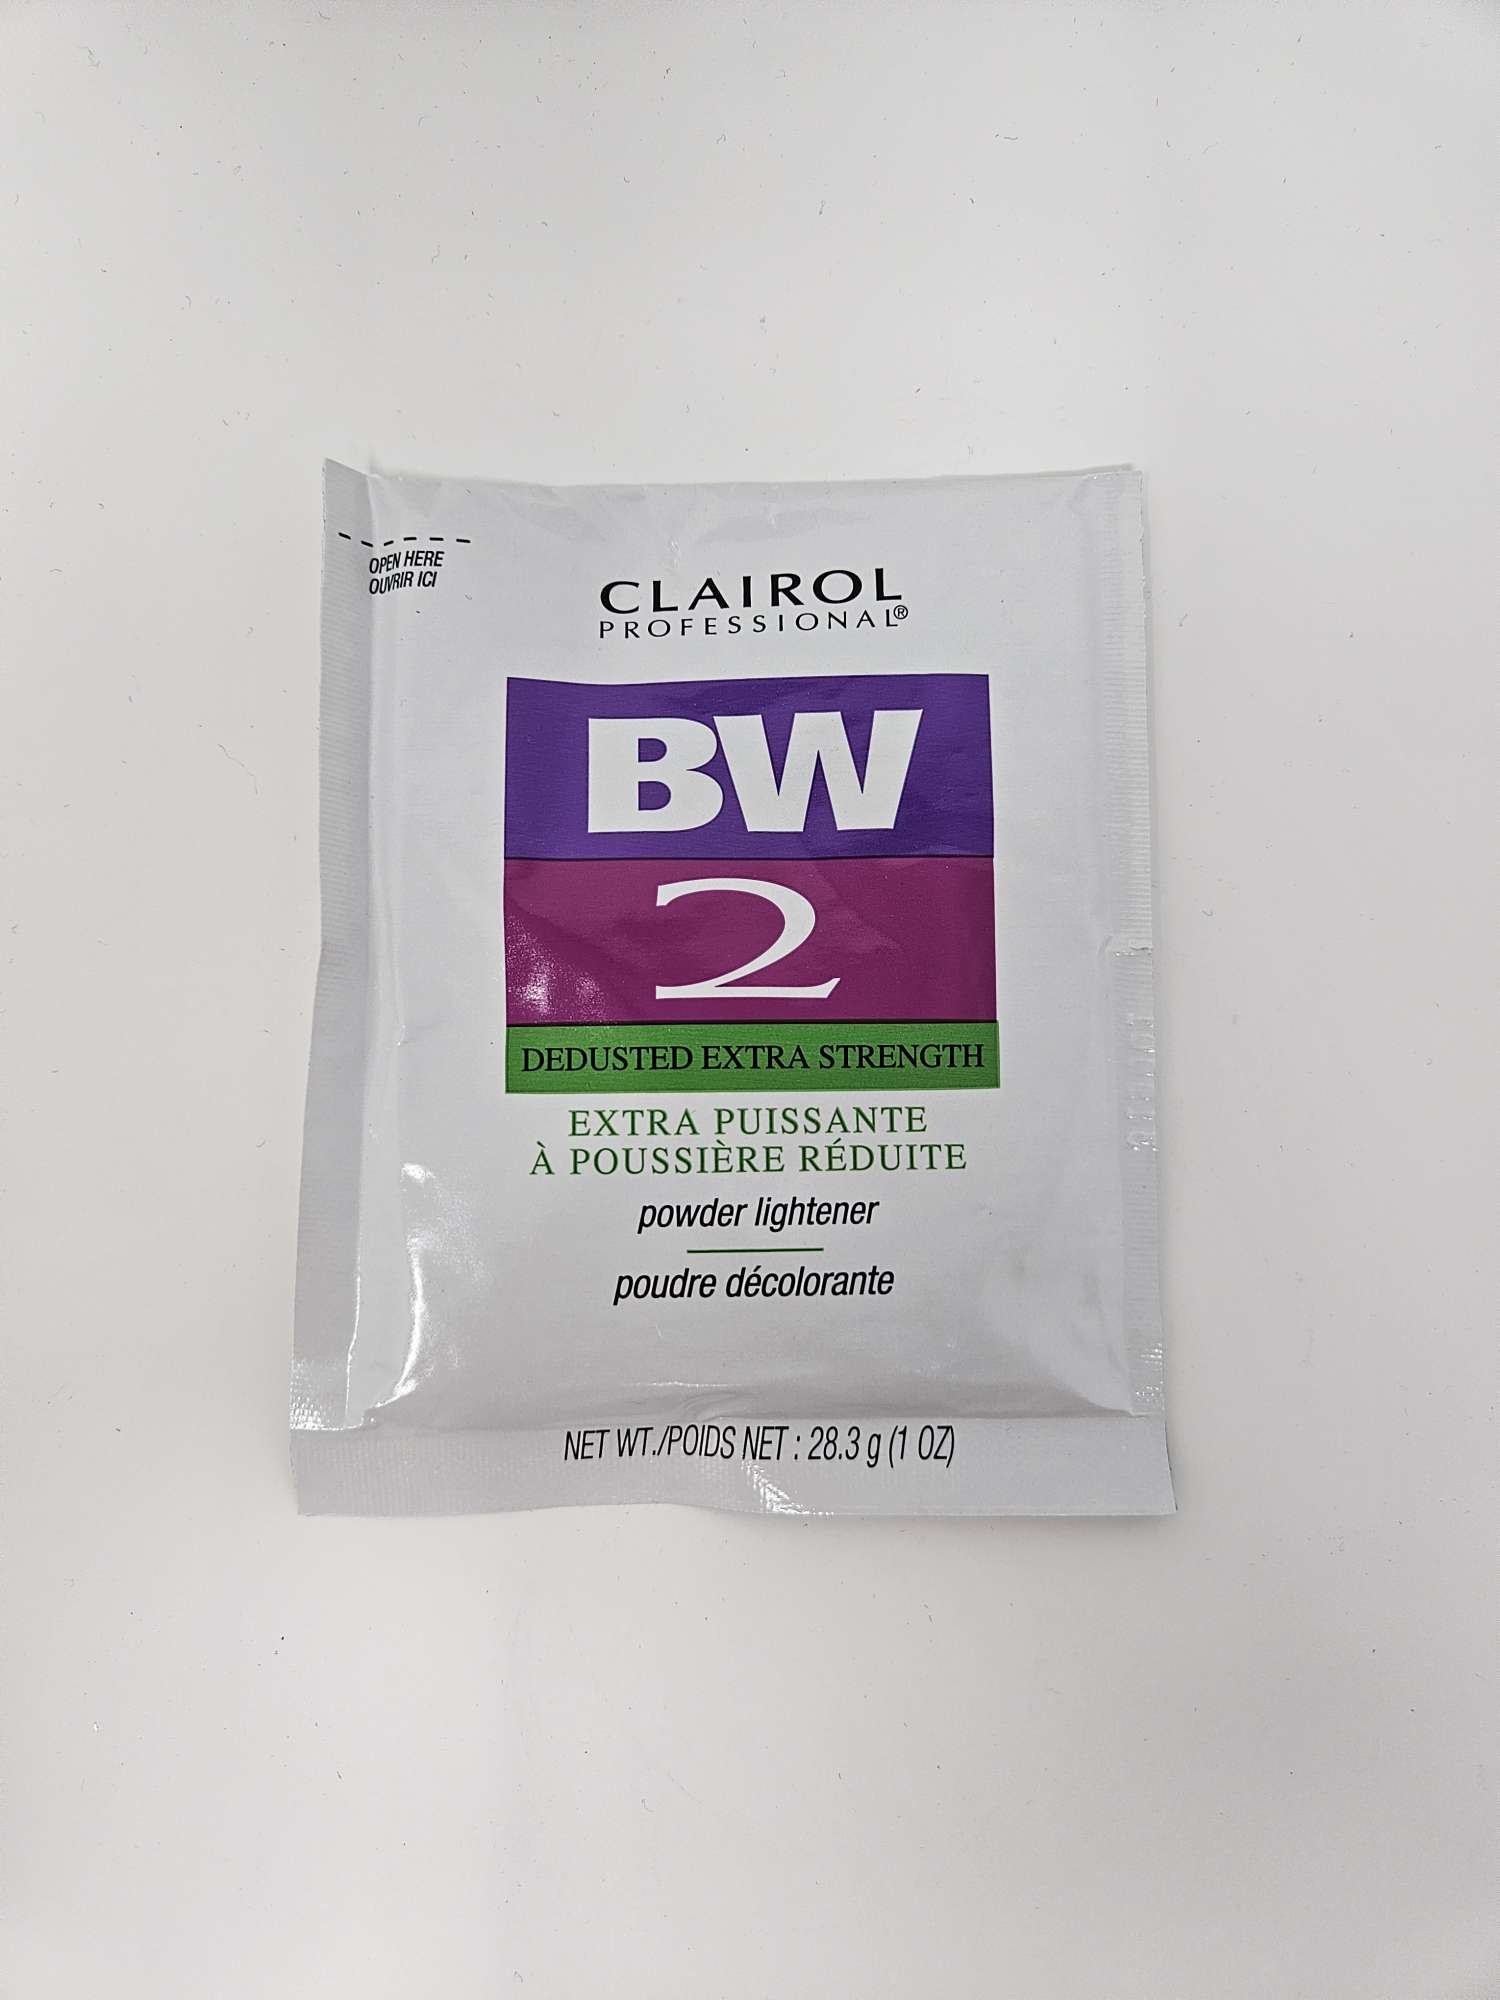 OPEN HERE
OUVRIR ICI
CLAIROL
PROFESSIONAL®
BW
2
DEDUSTED EXTRA STRENGTH
EXTRA PUISSANTE
À POUSSIÈRE RÉDUITE
powder lightener
poudre décolorante
NET WT./POIDS NET : 28.3 g (1 OZ)